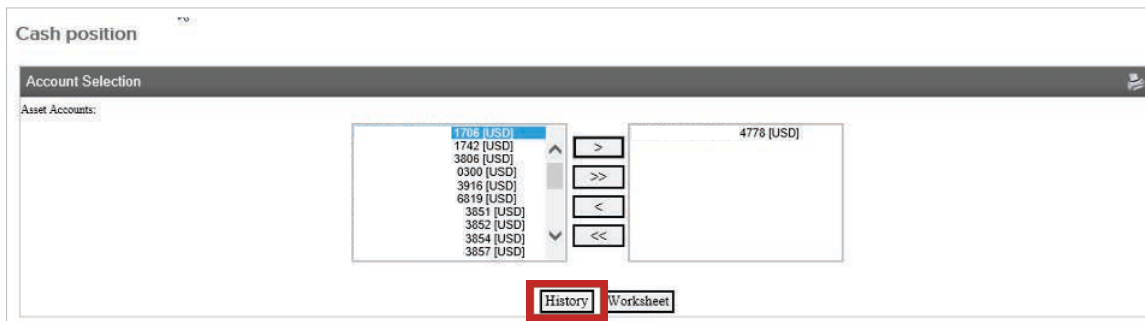 Cash position
Account Selection
Asset Accounts:
1706 [USD]
1742 [USD]
3806 [USD]
0300 [USD]
3916 [USD]
6819 [USD]
3851 [USD]
3852 [USD]
3854 [USD]
3857 [USD]
>
>>
<
<<
4778 [USD]
History
Worksheet